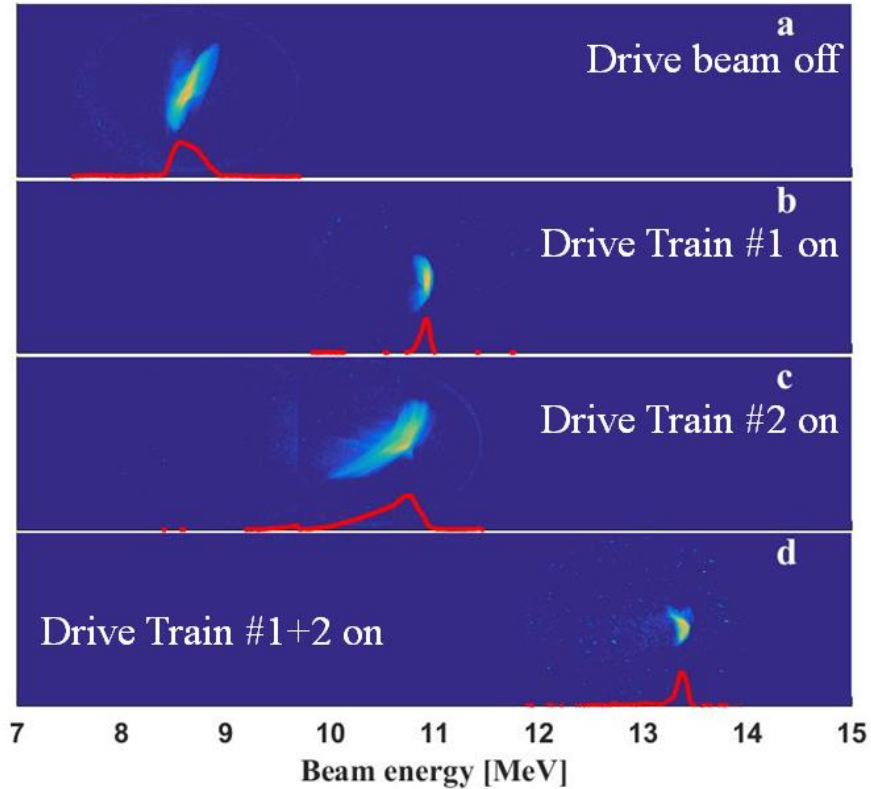 a
Drive beam off
b
Drive Train #1 on
c
Drive Train #2 on
d
Drive Train #1+2 on
7 8 9 10 11 12 13 14 15
Beam energy [MeV]